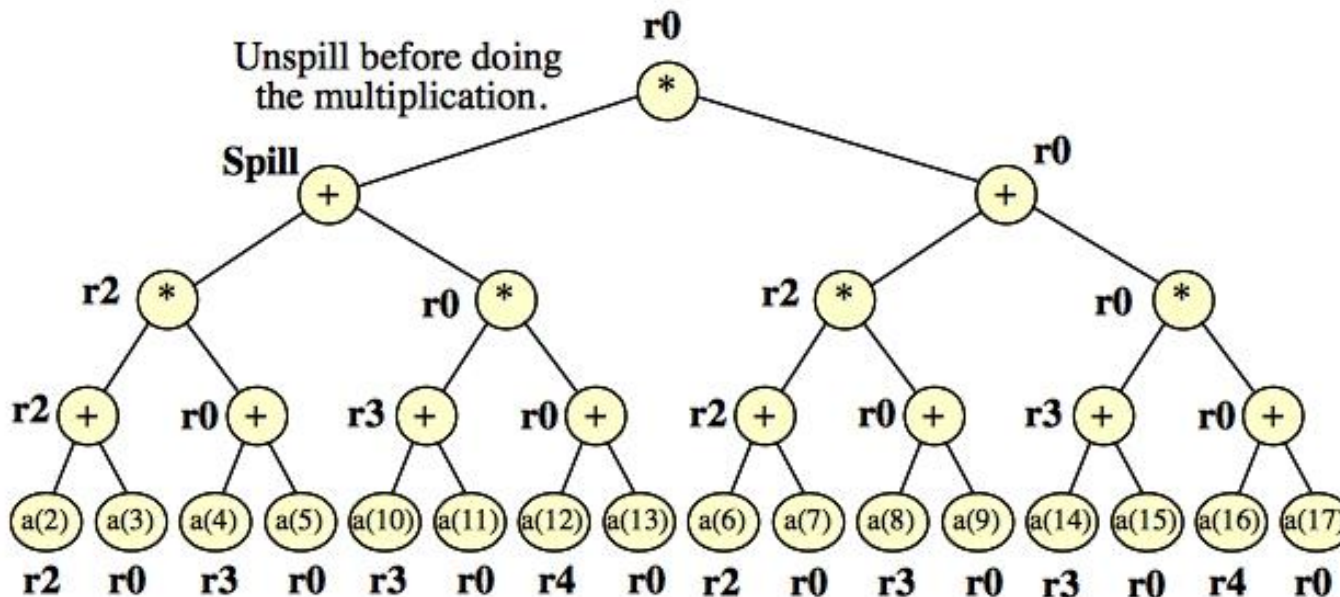 r0
Unspill before doing
the multiplication.
*
Spill
+
r0
+
r2
*
r0
*
r2
*
r0
*
r2
+
r0
+
r3
+
r0
+
r2
+
r0
+
r3
+
r0
+
a(2) a(3) a(4) a(5) a(10) a(11) a(12) a(13) a(6) a(7) a(8) a(9) a(14) a(15) a(16) a(17)
r2 r0 r3 r0 r3 r0 r4 r0 r2 r0 r3 r0 r3 r0 r4 r0